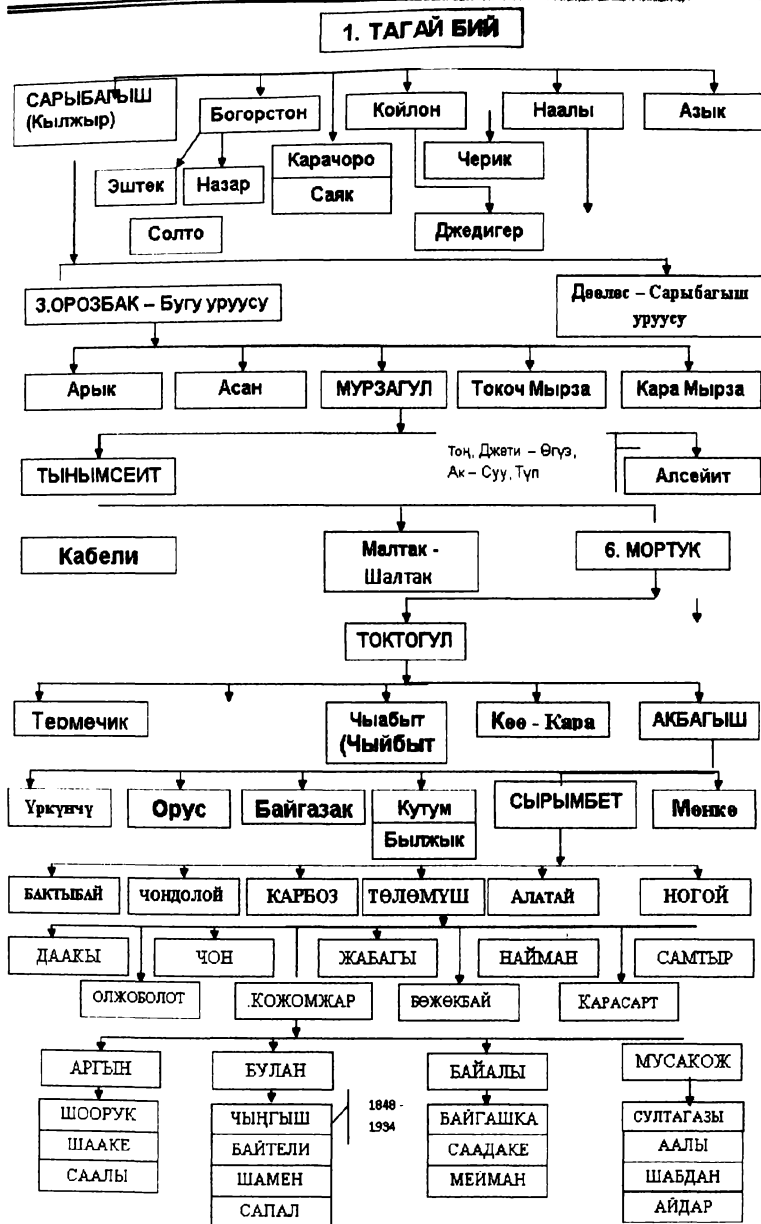 1. ТАГАЙ БИЙ
САРЫБАГЫШ
(Кылжыр)
Богорстон
Койлон
Наалы
Азык
Эштек
Назар
Карачоро
Саяк
Черик
Солто
Джедигер
3.ОРОЗБАК – Бугу уруусу
Дөөлөс – Сарыбагыш
уруусу
Арык
Асан
МУРЗАГУЛ
Токоч Мырза
Кара Мырза
ТЫНЫМСЕИТ
Тоң, Джети – Өгүз,
Ак – Суу, Түп
Алсейит
Кабели
Малтак -
Шалтак
6. МОРТУК
ТОКТОГУЛ
Термечик
Чыабыт
(Чыйбыт
Көө - Кара
АКБАГЫШ
Үркүнчү
Орус
Байгазак
Кутум
Былжык
СЫРЫМБЕТ
Мөнкө
БАКТЫБАЙ
ЧОНДОЛОЙ
КАРБОЗ
ТӨЛӨМҮШ
АЛАТАЙ
НОГОЙ
ДААКЫ
ЧОН
ЖАБАГЫ
НАЙМАН
САМТЫР
ОЛЖОБОЛОТ
.КОЖОМЖАР
БӨЖӨКБАЙ
КАРАСАРТ
АРГЫН
БУЛАН
БАЙАЛЫ
МУСАКОЖ
ШООРУК
ШААКЕ
СААЛЫ
ЧЫҢГЫШ
БАЙТЕЛИ
ШАМЕН
САПАЛ
1848 -
1934
БАЙГАШКА
СААДАКЕ
МЕЙМАН
СУЛТАГАЗЫ
ААЛЫ
ШАБДАН
АЙДАР